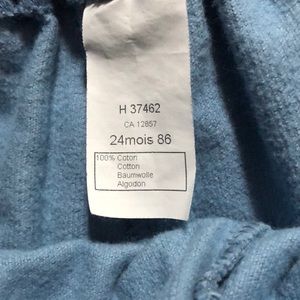 H 37462
CA 12857
24mois 86
100% Coton
Cotton
Baumwolle
Algodon